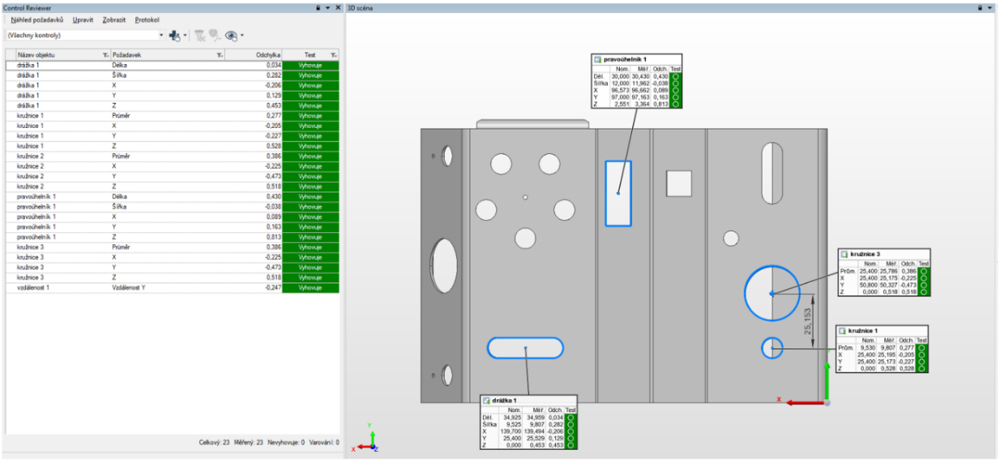 Control Reviewer
Náhled požadavků Upravit Zobrazit Protokol
(Všechny kontroly)
Název objektu Požadavek Odchylka Test
drážka 1 Délka 0,034 Vyhovuje
drážka 1 Šířka 0,282 Vyhovuje
drážka 1 X -0,206 Vyhovuje
drážka 1 Y 0,129 Vyhovuje
drážka 1 Z 0,453 Vyhovuje
kružnice 1 Průměr 0,277 Vyhovuje
kružnice 1 X -0,205 Vyhovuje
kružnice 1 Y -0,227 Vyhovuje
kružnice 1 Z 0,528 Vyhovuje
kružnice 2 Průměr 0,386 Vyhovuje
kružnice 2 X -0,225 Vyhovuje
kružnice 2 Y -0,473 Vyhovuje
kružnice 2 Z 0,518 Vyhovuje
pravoúhelník 1 Délka 0,430 Vyhovuje
pravoúhelník 1 Šířka -0,038 Vyhovuje
pravoúhelník 1 X 0,089 Vyhovuje
pravoúhelník 1 Y 0,163 Vyhovuje
pravoúhelník 1 Z 0,813 Vyhovuje
kružnice 3 Průměr 0,386 Vyhovuje
kružnice 3 X -0,225 Vyhovuje
kružnice 3 Y -0,473 Vyhovuje
kružnice 3 Z 0,518 Vyhovuje
vzdálenost 1 Vzdálenost Y -0,247 Vyhovuje
Celkový: 23 Měřený: 23 Nevyhovuje: 0 Varování: 0
3D scéna
pravoúhelník 1
Nom. Měř. Odch. Test
Dél. 30,000 30,430 0,430
Šířka 12,000 11,962 -0,038
X 96,573 96,662 0,089
Y 97,000 97,163 0,163
Z 2,551 3,364 0,813
kružnice 3
Nom. Měř. Odch. Test
Prům. 25,400 25,786 0,386
X 25,400 25,175 -0,225
Y 50,800 50,327 -0,473
Z 0,000 0,518 0,518
25,153
kružnice 1
Nom. Měř. Odch. Test
Prům. 9,530 9,807 0,277
X 25,400 25,195 -0,205
Y 25,400 25,173 -0,227
Z 0,000 0,528 0,528
X
drážka 1
Nom. Měř. Odch. Test
Dél. 34,925 34,959 0,034
Šířka 9,525 9,807 0,282
X 139,700 139,494 -0,206
Y 25,400 25,529 0,129
Z 0,000 0,453 0,453
Y
X Z